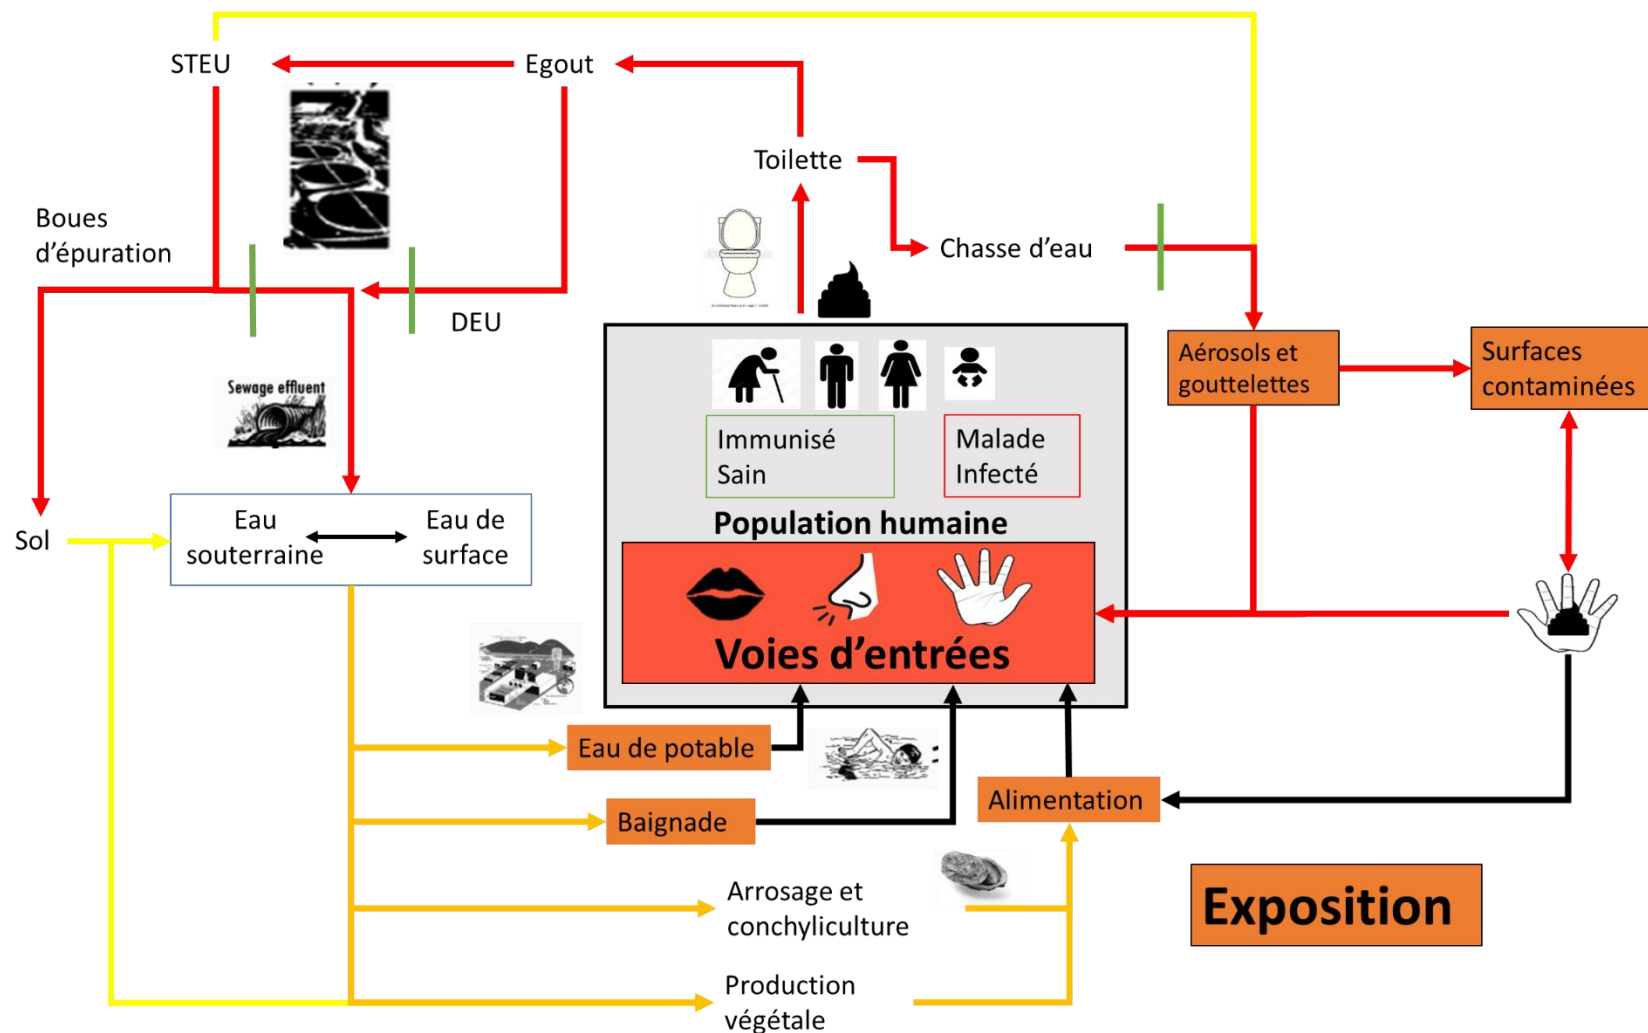 STEU
Egout
Toilette
Boues
d'épuration
Chasse d'eau
DEU
Sewage effluent
Aérosols et
gouttelettes
Surfaces
contaminées
Immunisé
Sain
Malade
Infecté
Population humaine
Sol
Eau
souterraine
Eau de
surface
Voies d'entrées
Eau de potable
Baignade
Alimentation
Arrosage et
conchyliculture
Exposition
Production
végétale